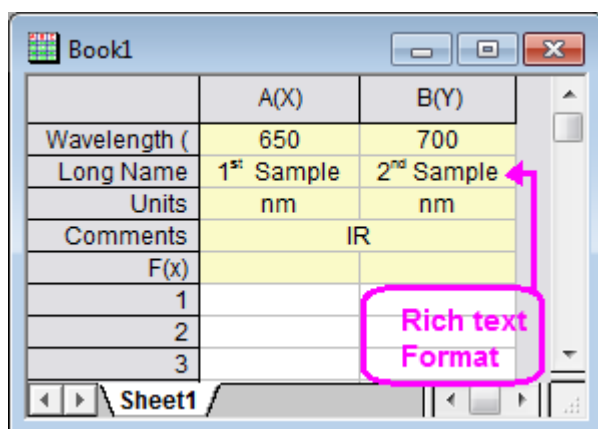 Book1
A(X) B(Y)
Wavelength ( 650 700
Long Name 1st Sample 2nd Sample
Units nm nm
Comments IR
F(x)
1
2
3
Rich text
Format
Sheet1